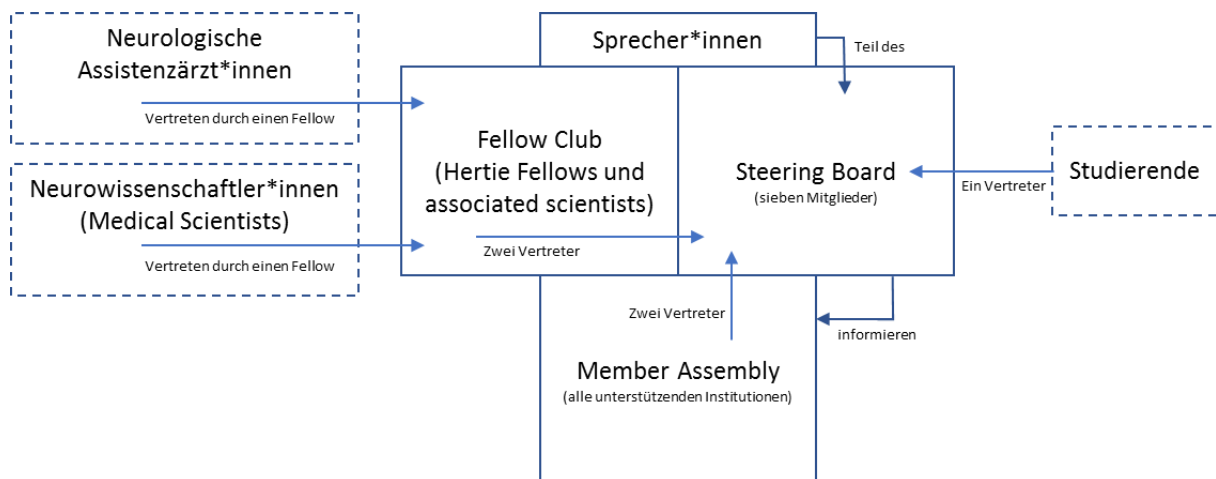 Neurologische
Assistenzärzt*innen
Vertreten durch einen Fellow
Neurowissenschaftler*innen
(Medical Scientists)
Vertreten durch einen Fellow
Sprecher*innen
Teil des
Fellow Club
(Hertie Fellows und
associated scientists)
Zwei Vertreter
Steering Board
(sieben Mitglieder)
Ein Vertreter
Studierende
Zwei Vertreter
informieren
Member Assembly
(alle unterstützenden Institutionen)